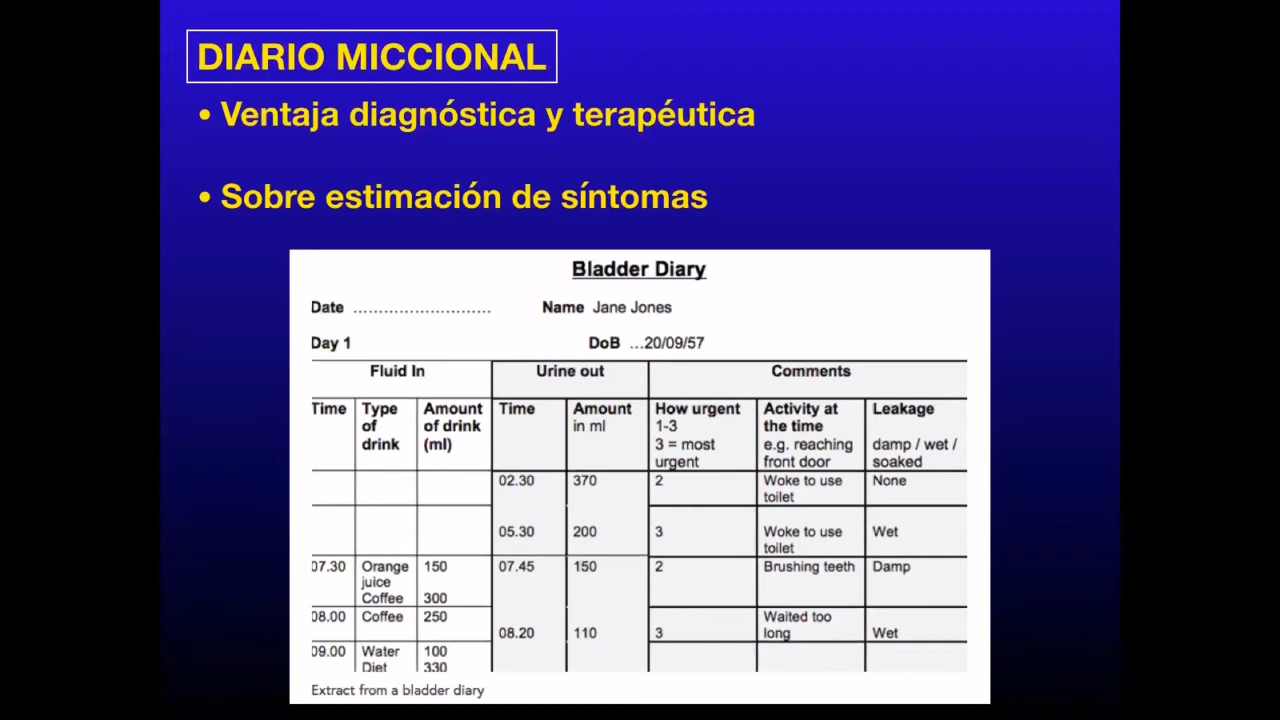 DIARIO MICCIONAL
• Ventaja diagnóstica y terapéutica
• Sobre estimación de síntomas
Bladder Diary
Date ........................... Name Jane Jones
Day 1 DoB ...20/09/57
Fluid In Urine out Comments
Time Type of drink Amount of drink (ml) Time Amount in ml How urgent 1-3 3 = most urgent Activity at the time e.g. reaching front door Leakage damp / wet / soaked
02.30 370 2 Woke to use toilet None
05.30 200 3 Woke to use toilet Wet
07.30 Orange juice 150 Coffee 300 07.45 150 2 Brushing teeth Damp
08.00 Coffee 250 08.20 110 3 Waited too long Wet
09.00 Water 100 Diet 330
Extract from a bladder diary